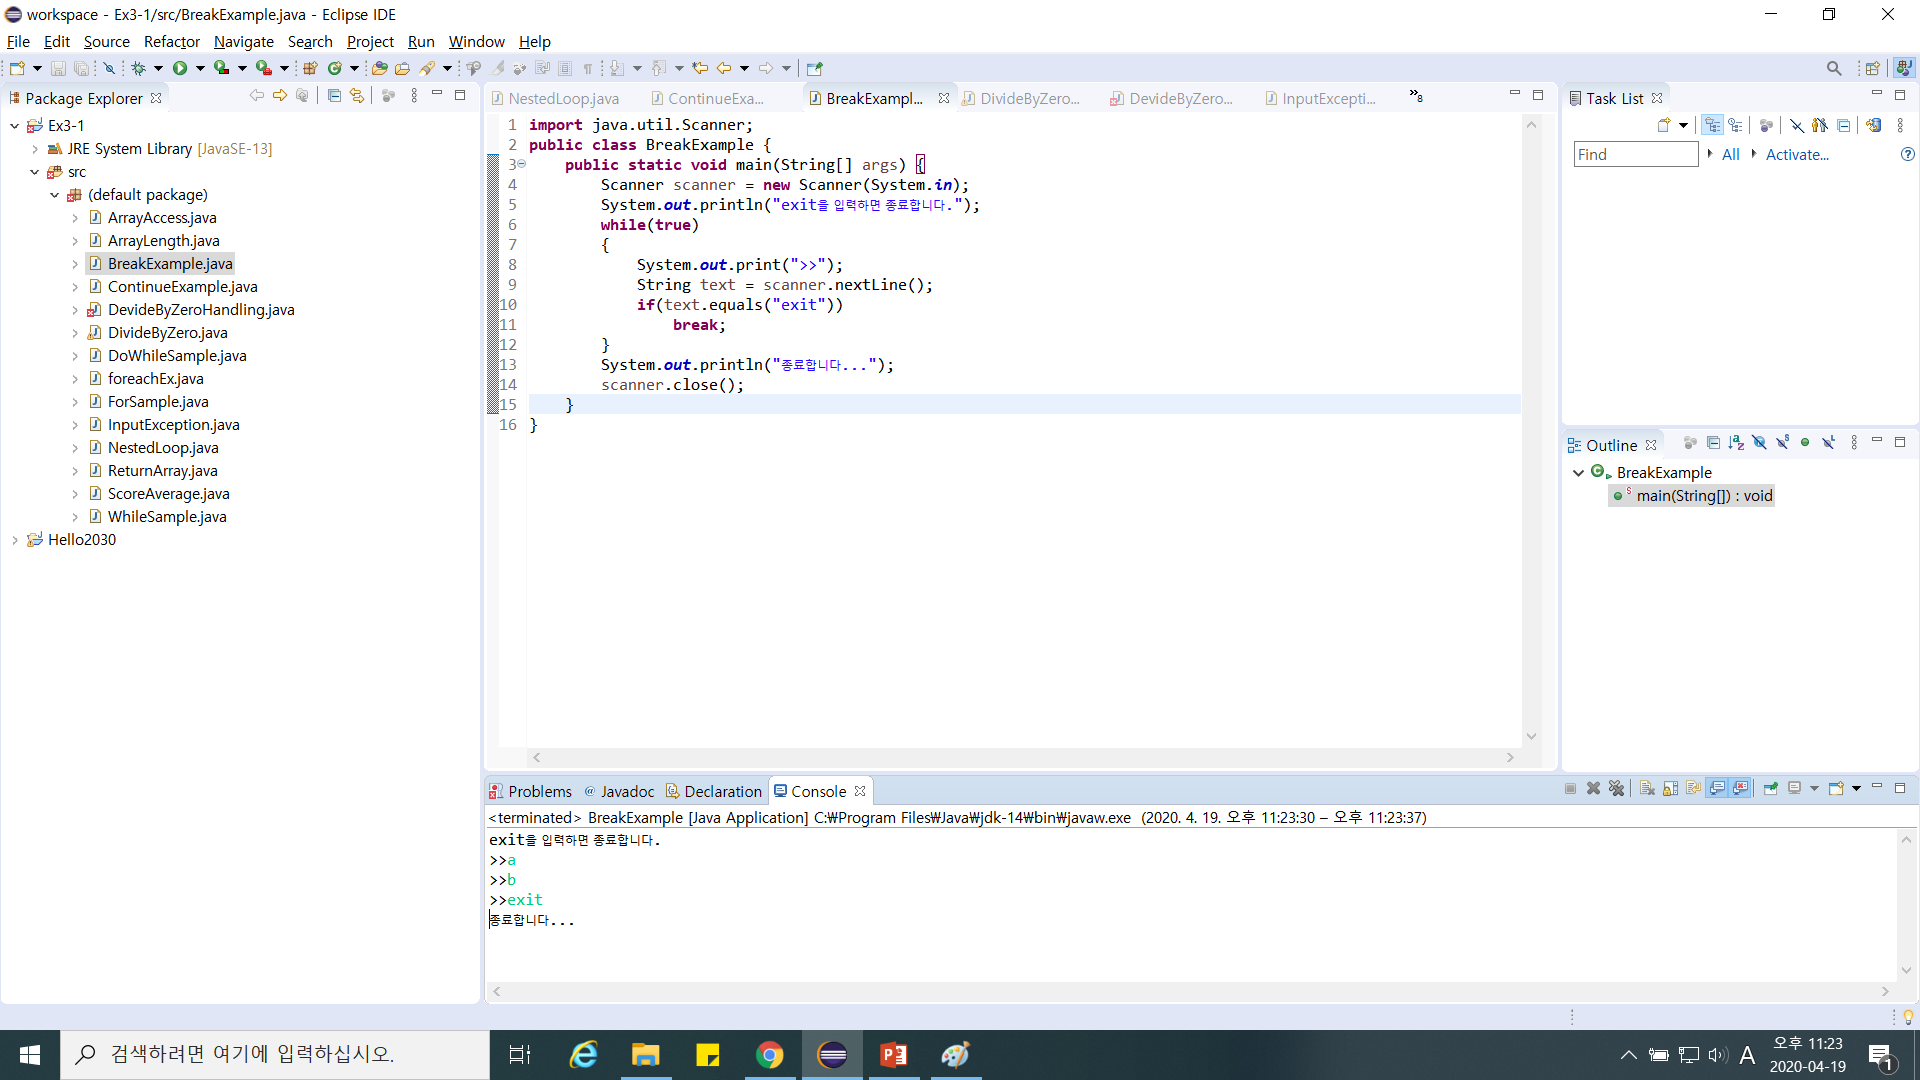 workspace - Ex3-1/src/BreakExample.java - Eclipse IDE
File Edit Source Refactor Navigate Search Project Run Window Help
Package Explorer
Ex3-1
JRE System Library [JavaSE-13]
src
(default package)
ArrayAccess.java
ArrayLength.java
BreakExample.java
ContinueExample.java
DevideByZeroHandling.java
DivideByZero.java
DoWhileSample.java
foreachEx.java
ForSample.java
InputException.java
NestedLoop.java
ReturnArray.java
ScoreAverage.java
WhileSample.java
Hello2030
NestedLoop.java ContinueExa... BreakExampl... DivideByZero... DevideByZero... InputExcepti... »8
1 import java.util.Scanner;
2 public class BreakExample {
3 public static void main(String[] args) {
4 Scanner scanner = new Scanner(System.in);
5 System.out.println("exit을 입력하면 종료합니다.");
6 while(true)
7 {
8 System.out.print(">>");
9 String text = scanner.nextLine();
10 if(text.equals("exit"))
11 break;
12 }
13 System.out.println("종료합니다...");
14 scanner.close();
15 }
16 }
Task List
Find All Activate...
Outline
BreakExample
main(String[]) : void
Problems @ Javadoc Declaration Console
<terminated> BreakExample [Java Application] C:₩Program Files₩Java₩jdk-14₩bin₩javaw.exe (2020. 4. 19. 오후 11:23:30 – 오후 11:23:37)
exit을 입력하면 종료합니다.
>>a
>>b
>>exit
종료합니다...
검색하려면 여기에 입력하십시오.
A
오후 11:23
2020-04-19
1